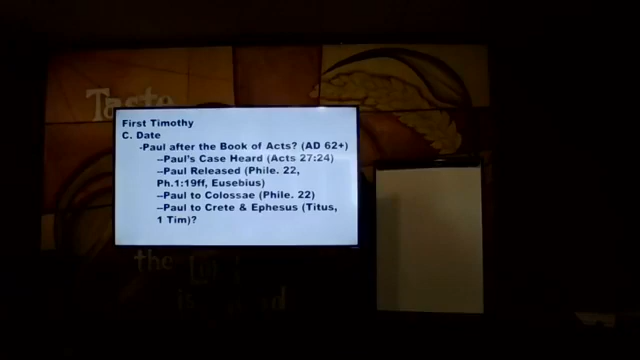 Taste
First Timothy
C. Date
-Paul after the Book of Acts? (AD 62+)
–Paul's Case Heard (Acts 27:24)
–Paul Released (Phile. 22,
Ph.1:19ff, Eusebius)
–Paul to Colossae (Phile. 22)
–Paul to Crete & Ephesus (Titus,
1 Tim)?
the
is